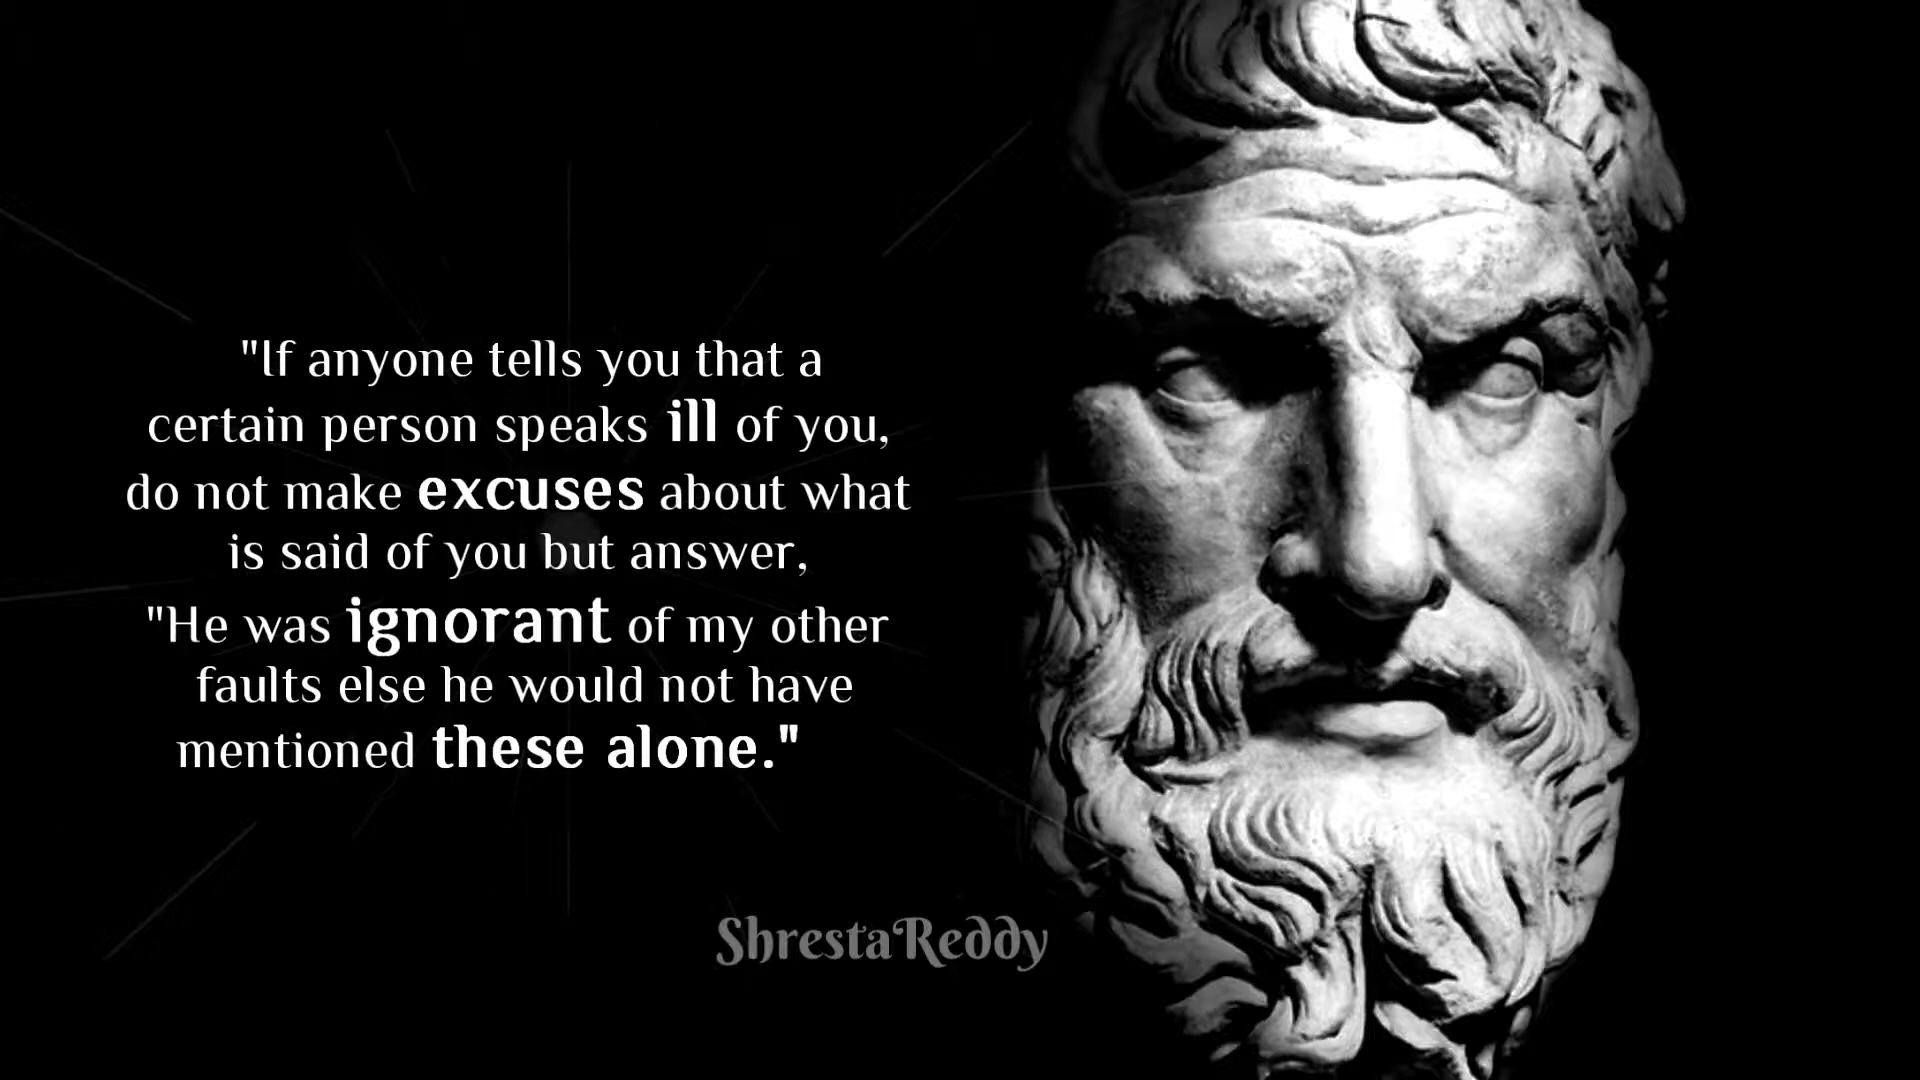 "If anyone tells you that a
certain person speaks ill of you,
do not make excuses about what
is said of you but answer,
"He was ignorant of my other
faults else he would not have
mentioned these alone."
ShrestaReddy